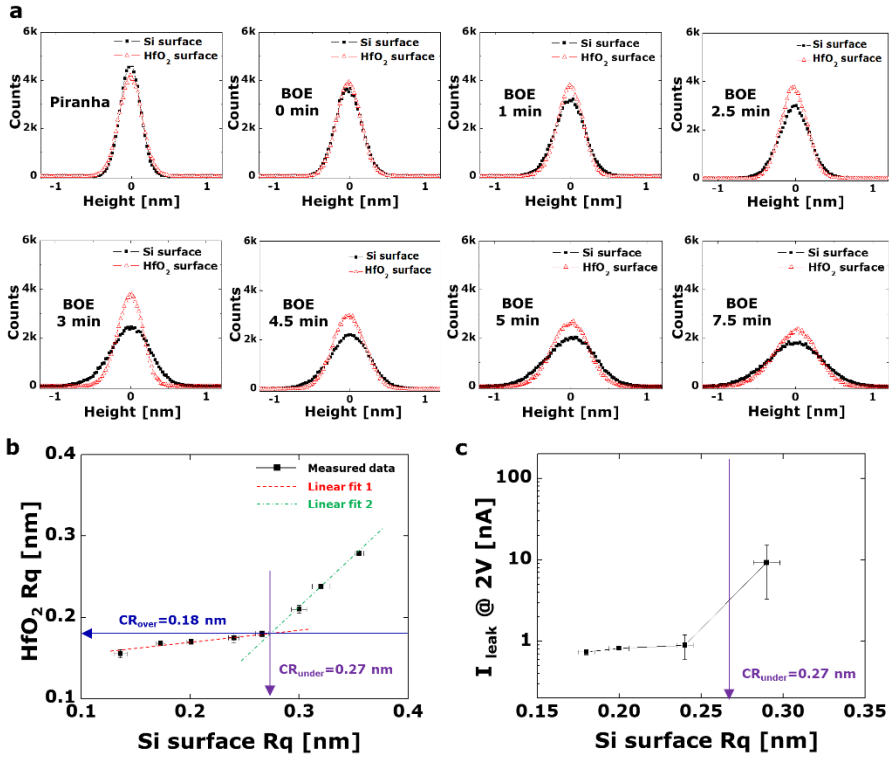 a
6k
4k
2k
0
Counts
Piranha
Si surface
HfO2 surface
-1
0
1
Height [nm]
6k
4k
2k
0
Counts
BOE
0 min
Si surface
HfO2 surface
-1
0
1
Height [nm]
6k
4k
2k
0
Counts
BOE
1 min
Si surface
HfO2 surface
-1
0
1
Height [nm]
6k
4k
2k
0
Counts
BOE
2.5 min
Si surface
HfO2 surface
-1
0
1
Height [nm]
6k
4k
2k
0
Counts
BOE
3 min
Si surface
HfO2 surface
-1
0
1
Height [nm]
6k
4k
2k
0
Counts
BOE
4.5 min
Si surface
HfO2 surface
-1
0
1
Height [nm]
6k
4k
2k
0
Counts
BOE
5 min
Si surface
HfO2 surface
-1
0
1
Height [nm]
6k
4k
2k
0
Counts
BOE
7.5 min
Si surface
HfO2 surface
-1
0
1
Height [nm]
b
0.4
0.3
0.2
0.1
HfO2 Rq [nm]
Measured data
Linear fit 1
Linear fit 2
CRover=0.18 nm
CRunder=0.27 nm
0.1
0.2
0.3
0.4
Si surface Rq [nm]
c
100
10
1
I leak @ 2V [nA]
CRunder=0.27 nm
0.15
0.20
0.25
0.30
0.35
Si surface Rq [nm]